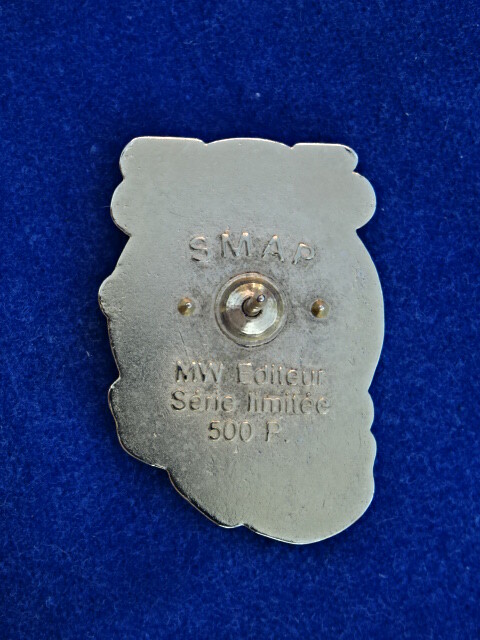 SMAP
MW Editeur
Série limitée
500 P.